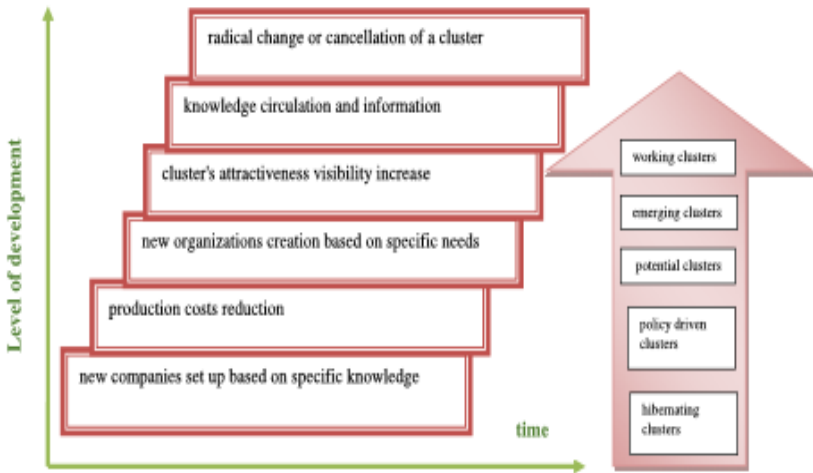 radical change or cancellation of a cluster
knowledge circulation and information
cluster's attractiveness visibility increase
new organizations creation based on specific needs
production costs reduction
new companies set up based on specific knowledge
Level of development
time
working clusters
emerging clusters
potential clusters
policy driven
clusters
hibernating
clusters